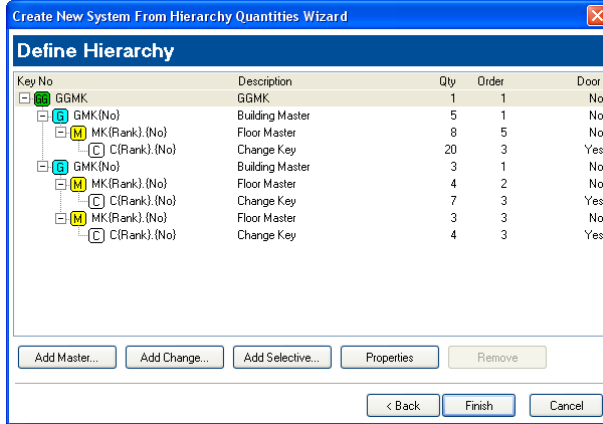 Create New System From Hierarchy Quantities Wizard
Define Hierarchy
Key No Description Qty Order Door
GG GGMK GGMK 1 1 No
G GMK{No} Building Master 5 1 No
M MK{Rank}.{No} Floor Master 8 5 No
C C{Rank}.{No} Change Key 20 3 Yes
G GMK{No} Building Master 3 1 No
M MK{Rank}.{No} Floor Master 4 2 No
C C{Rank}.{No} Change Key 7 3 Yes
M MK{Rank}.{No} Floor Master 3 3 No
C C{Rank}.{No} Change Key 4 3 Yes
Add Master... Add Change... Add Selective... Properties Remove
< Back Finish Cancel